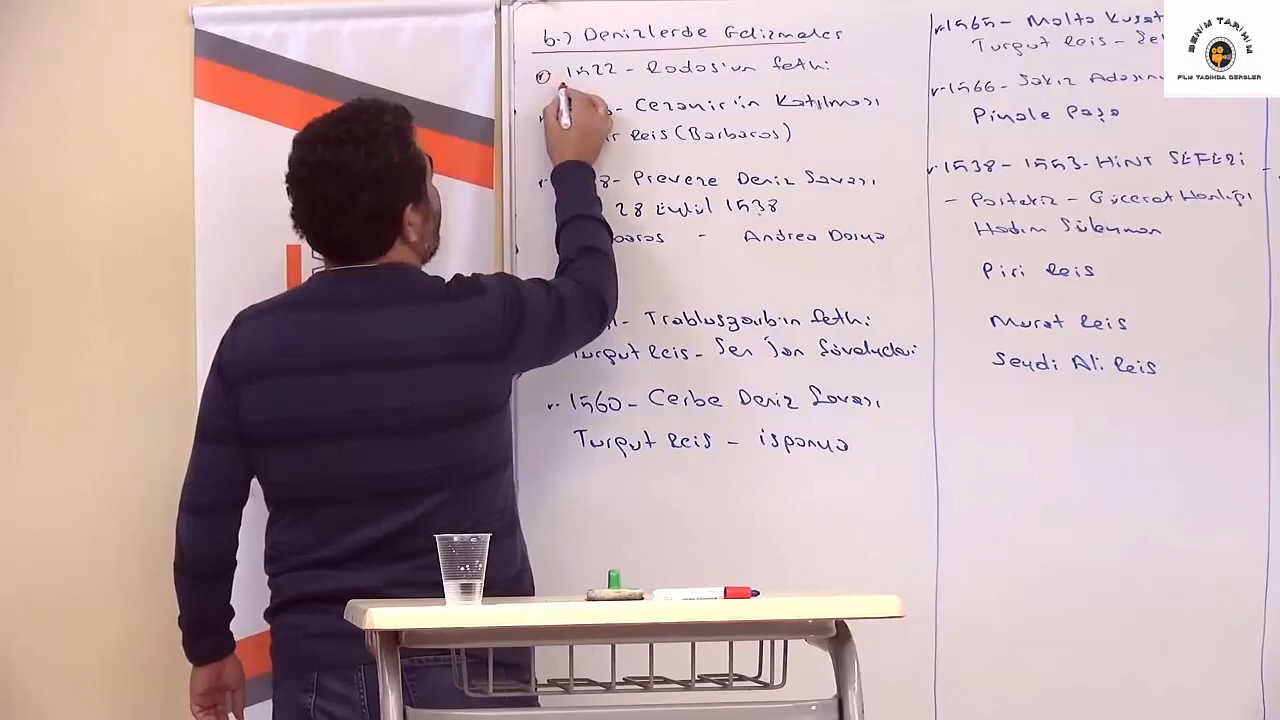 b.) Denizlerde Gelişmeler
1522 - Rodos'un fethi
- Cezayir'in Katılması
Reis (Barbaros)
8 - Preveze Deniz Savaşı
28 Eylül 1538
- Andrea Dorya
- Trablusgarb'ın fethi
Turgut Reis - Sen Jan Şövalyeleri
1560 - Cerbe Deniz Savaşı
Turgut Reis - İspanya
1565 - Malta Kuşat
Turgut Reis -
1566 - Sakız Adasın
Piyale Paşa
1538 - 1553 - HİNT SEFERİ
- Portekiz - Gücerat Hanlığı
Hadım Süleyman
Piri Reis
Murat Reis
Seydi Ali Reis
BENİM TARİHİM
FİLM TADINDA DERSLER